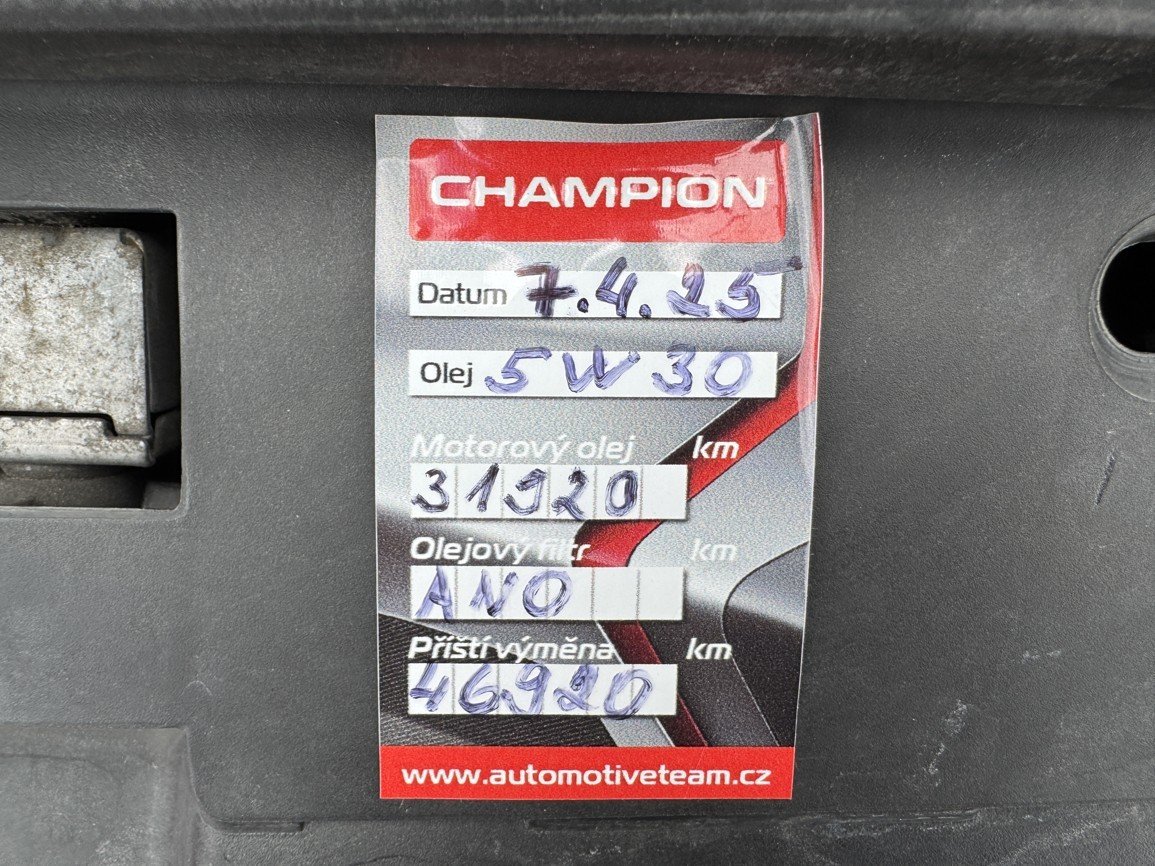 CHAMPION
Datum 7.4.25
Olej 5W30
Motorový olej km
31920
Olejový filtr km
ANO
Příští výměna km
46920
www.automotiveteam.cz